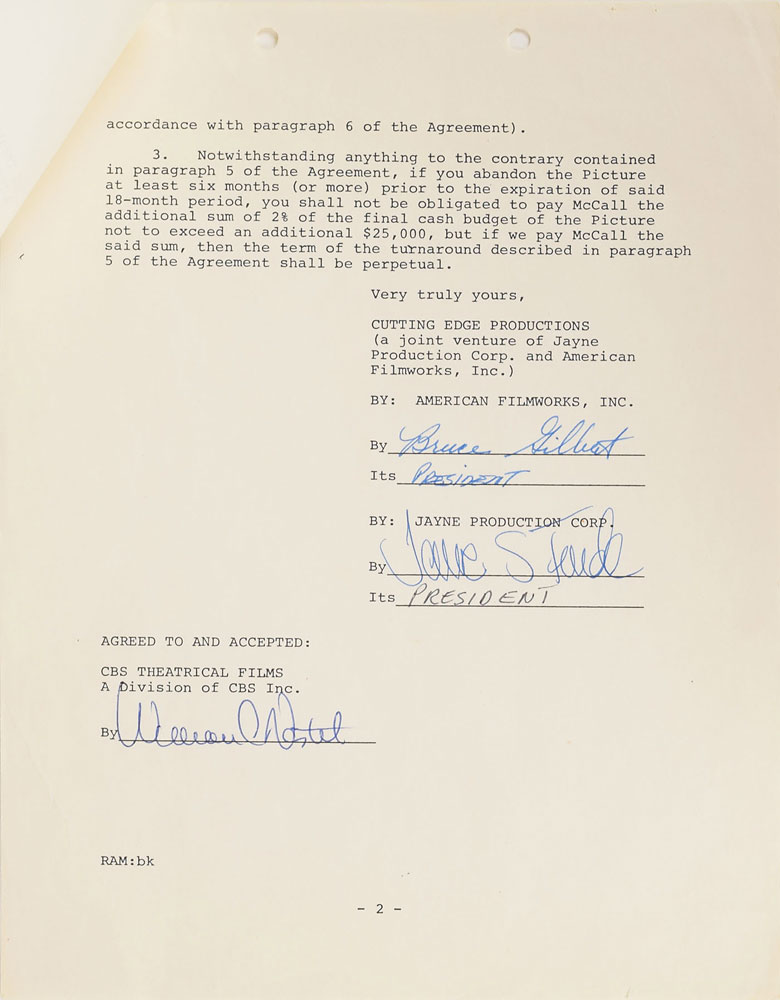 accordance with paragraph 6 of the Agreement).
3. Notwithstanding anything to the contrary contained
in paragraph 5 of the Agreement, if you abandon the Picture
at least six months (or more) prior to the expiration of said
18-month period, you shall not be obligated to pay McCall the
additional sum of 2% of the final cash budget of the Picture
not to exceed an additional $25,000, but if we pay McCall the
said sum, then the term of the turnaround described in paragraph
5 of the Agreement shall be perpetual.
Very truly yours,
CUTTING EDGE PRODUCTIONS
(a joint venture of Jayne
Production Corp. and American
Filmworks, Inc.)
BY: AMERICAN FILMWORKS, INC.
By Bruce Gilbert
Its PRESIDENT
BY: JAYNE PRODUCTION CORP.
By Jane S Fonda
Its PRESIDENT
AGREED TO AND ACCEPTED:
CBS THEATRICAL FILMS
A Division of CBS Inc.
By William
RAM:bk
- 2 -